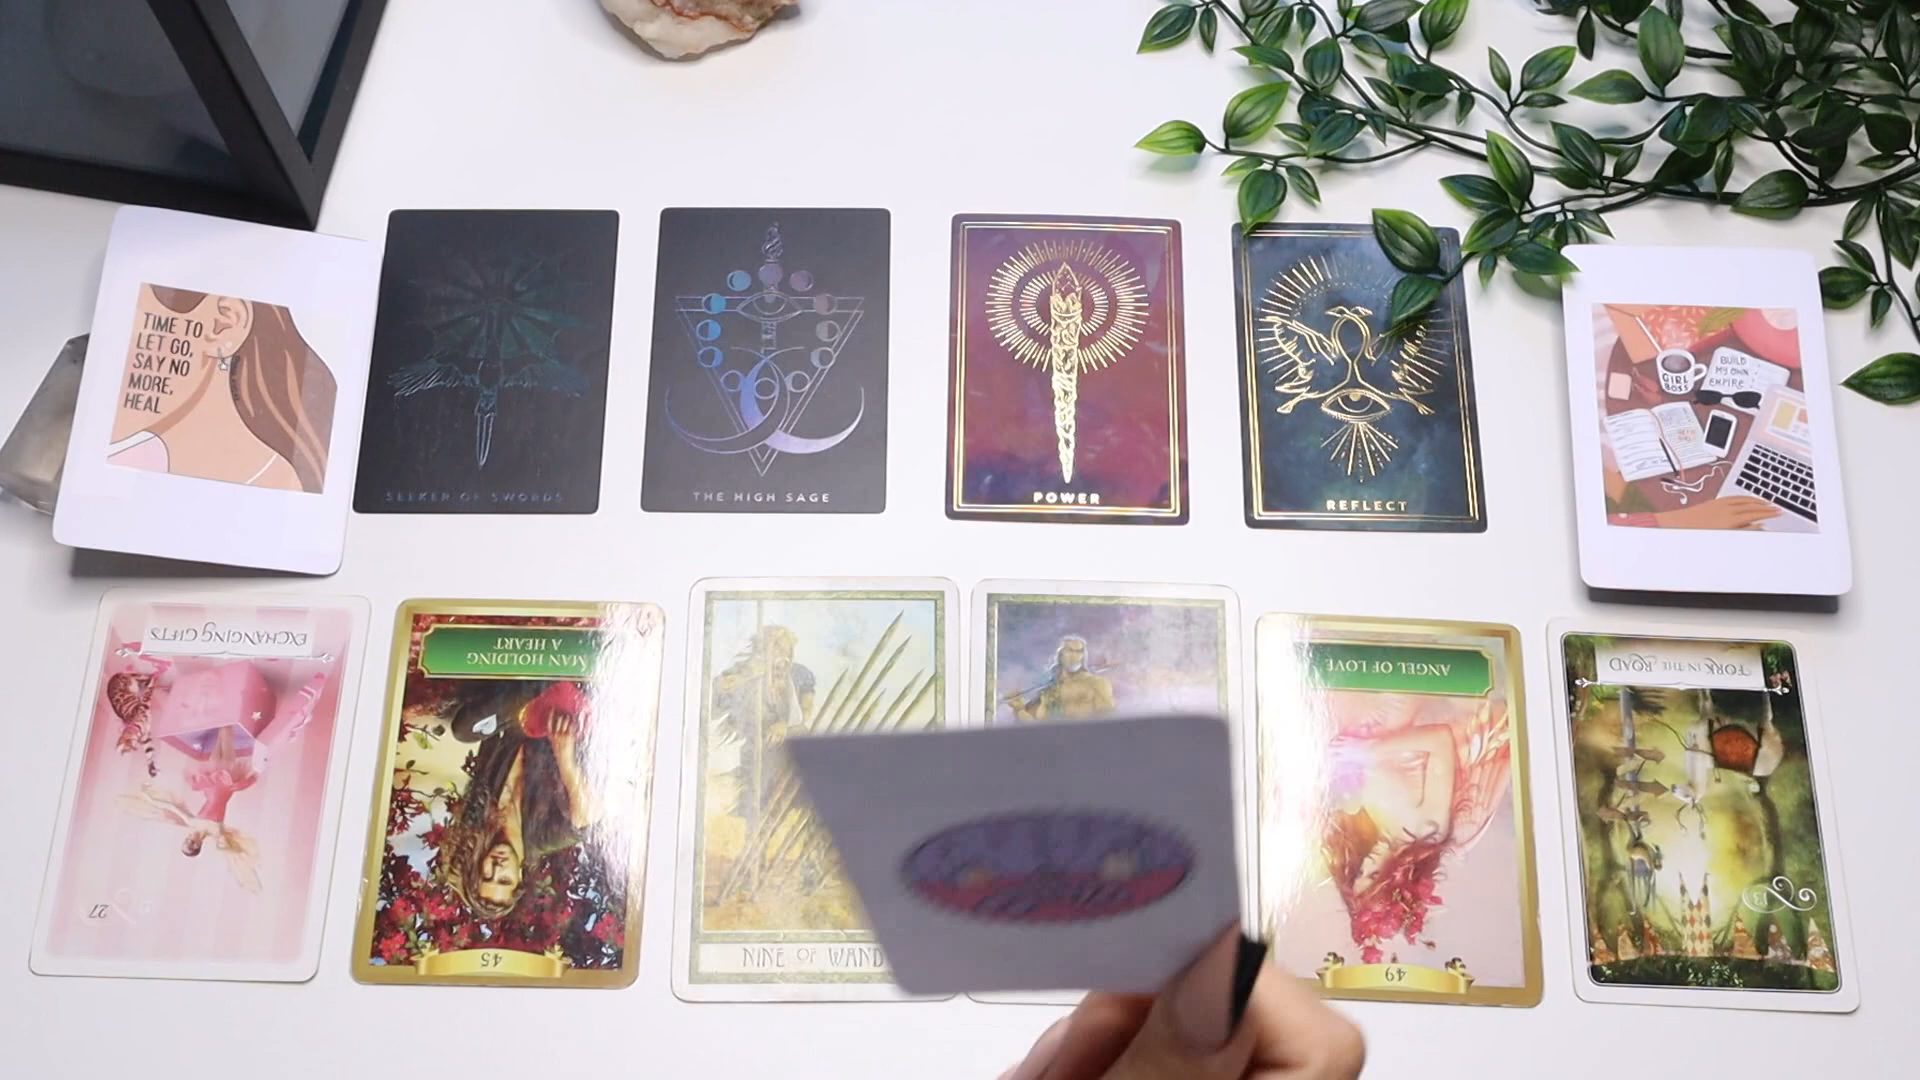 TIME TO
LET GO,
SAY NO
MORE,
HEAL
SEEKER OF SWORDS
THE HIGH SAGE
POWER
REFLECT
GIRL
BOSS
BUILD
MY OWN
EMPIRE
EXCHANGING GIFTS
27
MAN HOLDING
A HEART
45
NINE OF WAND
ANGEL OF LOVE
49
FORK IN THE ROAD
13